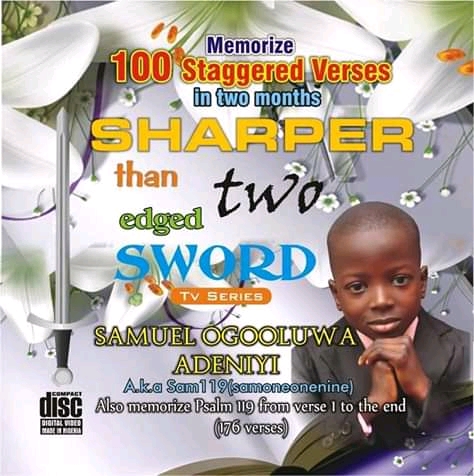 Memorize
100 Staggered Verses
in two months
SHARPER
than two
edged
SWORD
TV SERIES
SAMUEL OGOOLUWA
ADENIYI
A.k.a Sam119(samoneonenine)
Also memorize Psalm 119 from verse 1 to the end
(176 verses)
COMPACT
disc
DIGITAL VIDEO
MADE IN NIGERIA